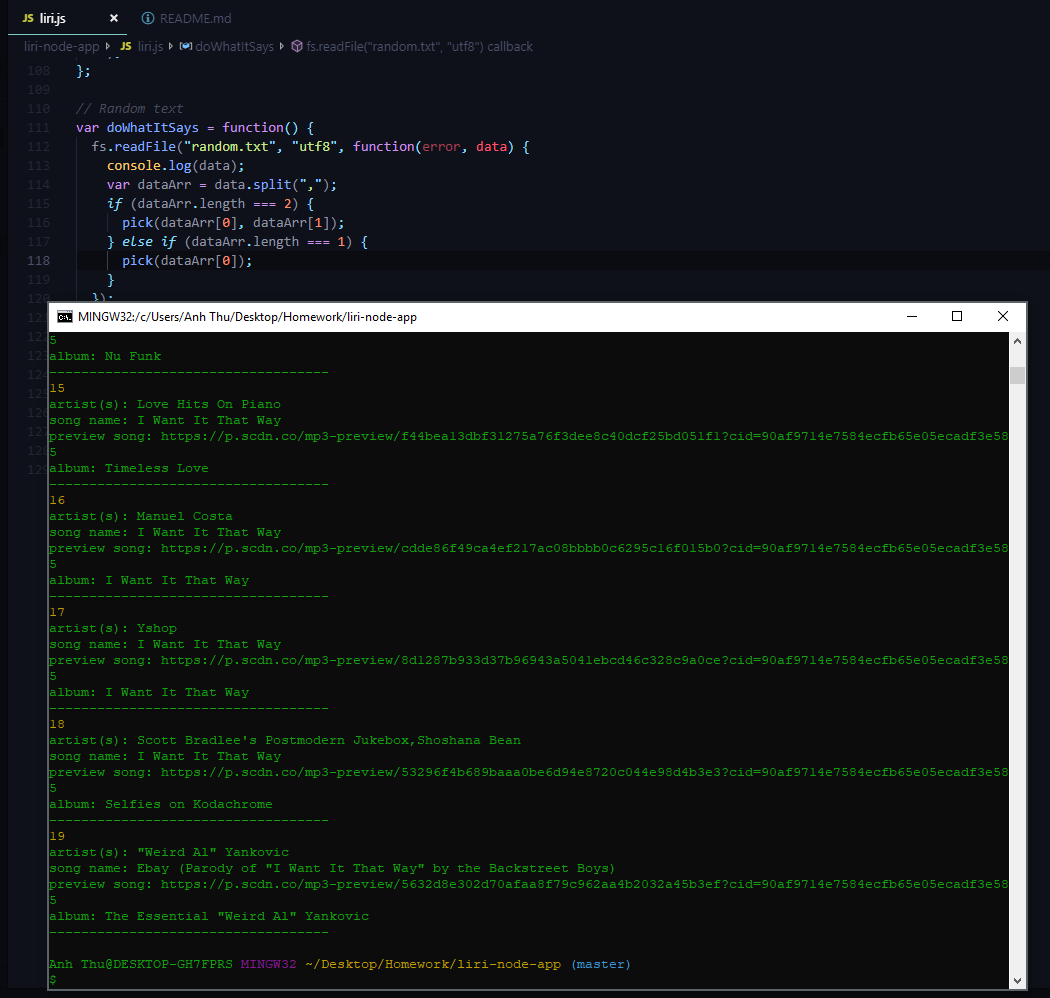 JS liri.js × README.md
liri-node-app JS liri.js doWhatItSays fs.readFile("random.txt", "utf8") callback
108 };
109
110 // Random text
111 var doWhatItSays = function() {
112 fs.readFile("random.txt", "utf8", function(error, data) {
113 console.log(data);
114 var dataArr = data.split(",");
115 if (dataArr.length === 2) {
116 pick(dataArr[0], dataArr[1]);
117 } else if (dataArr.length === 1) {
118 pick(dataArr[0]);
119 }
120 });
MINGW32:/c/Users/Anh Thu/Desktop/Homework/liri-node-app
5
album: Nu Funk
-----------------------------------
15
artist(s): Love Hits On Piano
song name: I Want It That Way
preview song: https://p.scdn.co/mp3-preview/f44bea13dbf31275a76f3dee8c40dcf25bd051f1?cid=90af9714e7584ecfb65e05ecadf3e58
5
album: Timeless Love
-----------------------------------
16
artist(s): Manuel Costa
song name: I Want It That Way
preview song: https://p.scdn.co/mp3-preview/cdde86f49ca4ef217ac08bbbb0c6295c16f015b0?cid=90af9714e7584ecfb65e05ecadf3e58
5
album: I Want It That Way
-----------------------------------
17
artist(s): Yshop
song name: I Want It That Way
preview song: https://p.scdn.co/mp3-preview/8d1287b933d37b96943a5041ebcd46c328c9a0ce?cid=90af9714e7584ecfb65e05ecadf3e58
5
album: I Want It That Way
-----------------------------------
18
artist(s): Scott Bradlee's Postmodern Jukebox,Shoshana Bean
song name: I Want It That Way
preview song: https://p.scdn.co/mp3-preview/53296f4b689baaa0be6d94e8720c044e98d4b3e3?cid=90af9714e7584ecfb65e05ecadf3e58
5
album: Selfies on Kodachrome
-----------------------------------
19
artist(s): "Weird Al" Yankovic
song name: Ebay (Parody of "I Want It That Way" by the Backstreet Boys)
preview song: https://p.scdn.co/mp3-preview/5632d8e302d70afaa8f79c962aa4b2032a45b3ef?cid=90af9714e7584ecfb65e05ecadf3e58
5
album: The Essential "Weird Al" Yankovic
-----------------------------------
Anh Thu@DESKTOP-GH7FPRS MINGW32 ~/Desktop/Homework/liri-node-app (master)
$